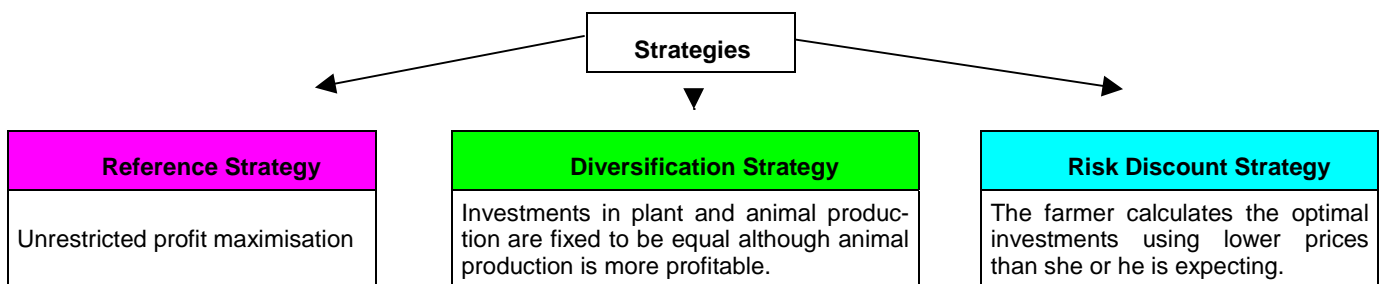 Strategies
Reference Strategy
Unrestricted profit maximisation
Diversification Strategy
Investments in plant and animal produc-
tion are fixed to be equal although animal
production is more profitable.
Risk Discount Strategy
The farmer calculates the optimal
investments using lower prices
than she or he is expecting.